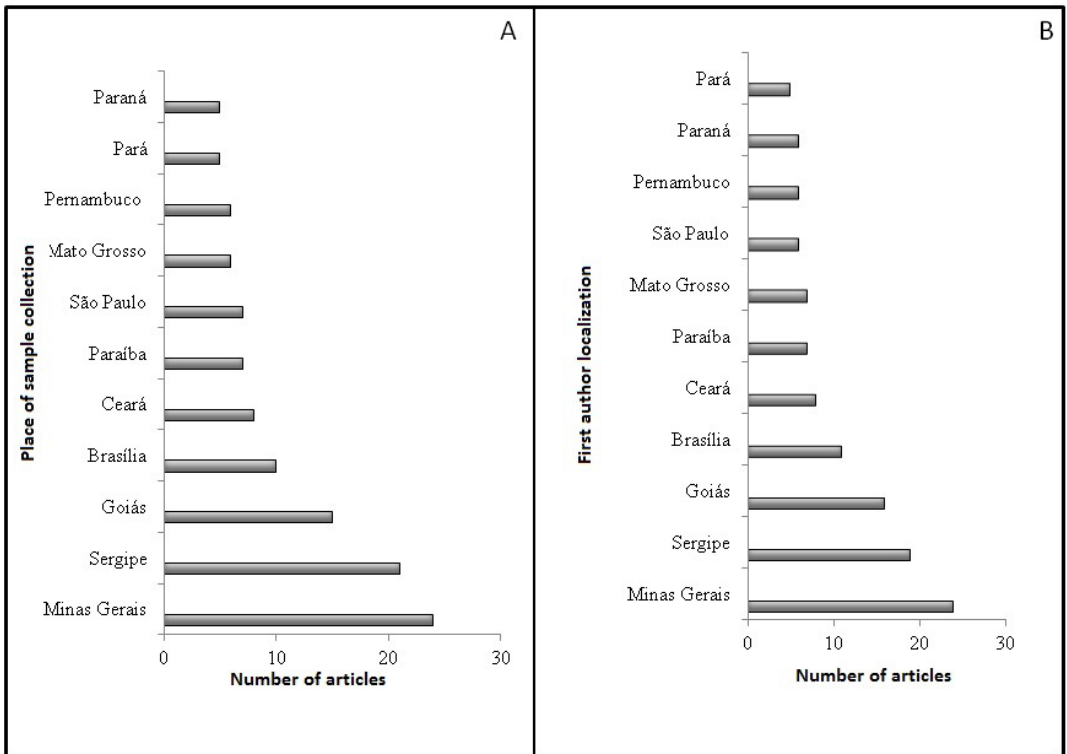 A
Place of sample collection
Paraná
Pará
Pernambuco
Mato Grosso
São Paulo
Paraíba
Ceará
Brasília
Goiás
Sergipe
Minas Gerais
0 10 20 30
Number of articles
B
First author localization
Pará
Paraná
Pernambuco
São Paulo
Mato Grosso
Paraíba
Ceará
Brasília
Goiás
Sergipe
Minas Gerais
0 10 20 30
Number of articles